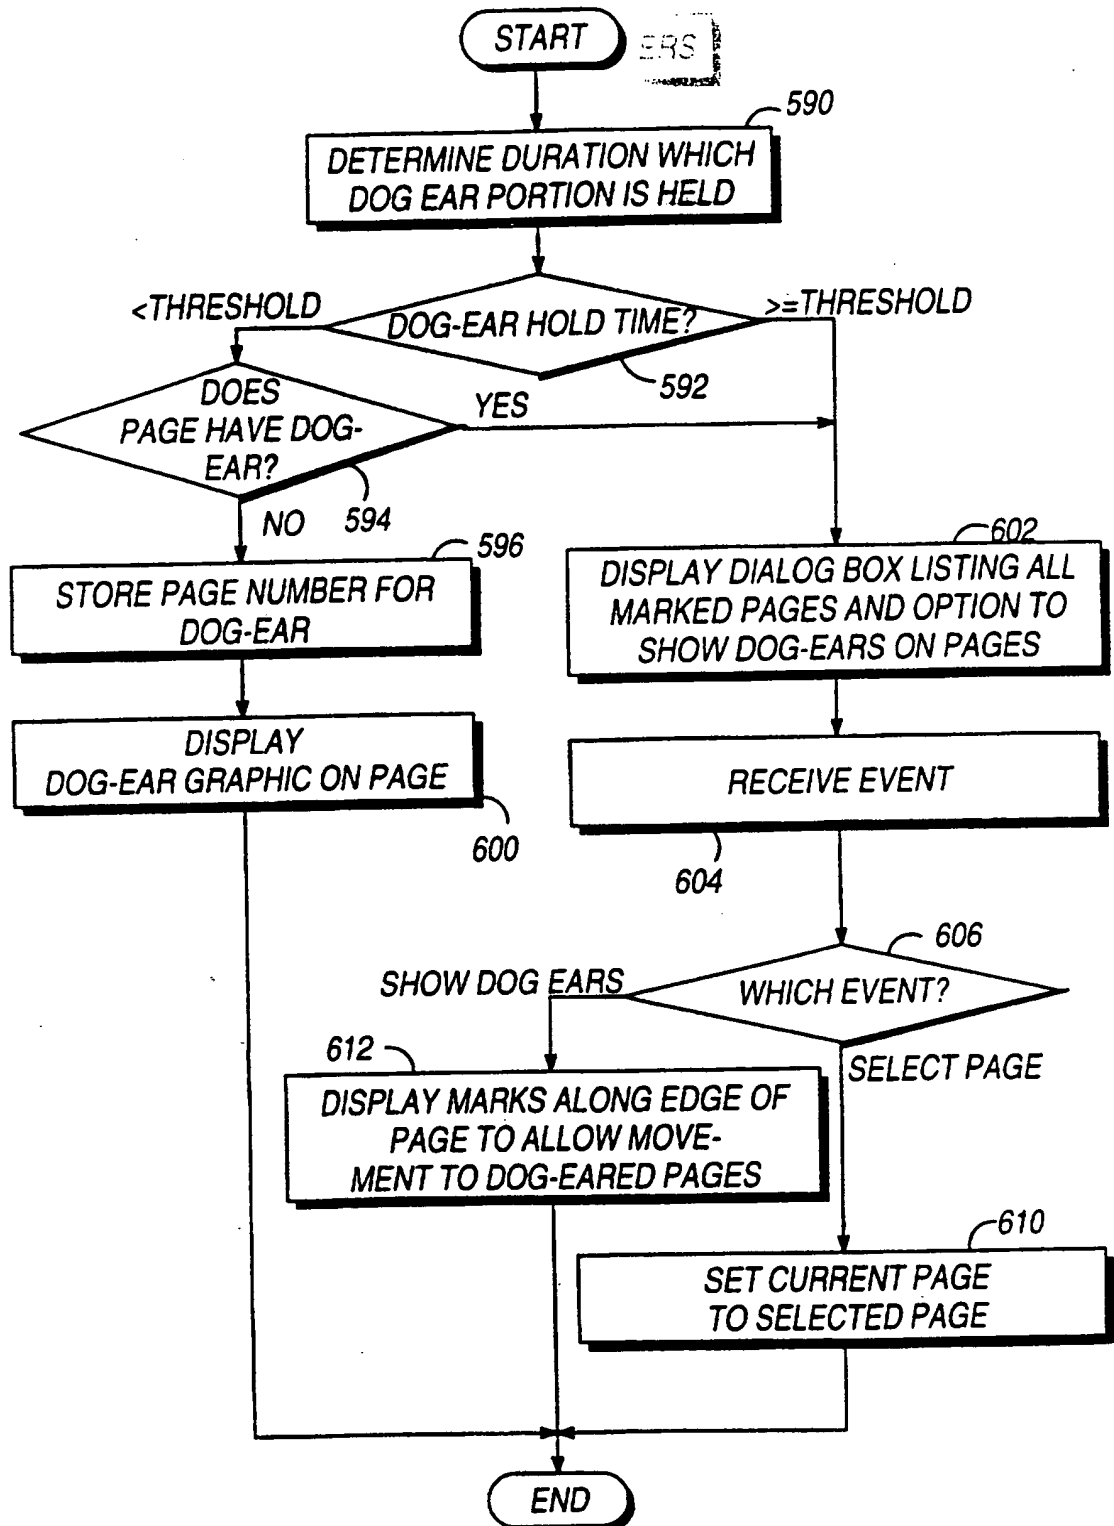 START
ERS
590
DETERMINE DURATION WHICH
DOG EAR PORTION IS HELD
<THRESHOLD
DOG-EAR HOLD TIME?
>=THRESHOLD
592
DOES
PAGE HAVE DOG-
EAR?
YES
594
NO
596
STORE PAGE NUMBER FOR
DOG-EAR
602
DISPLAY DIALOG BOX LISTING ALL
MARKED PAGES AND OPTION TO
SHOW DOG-EARS ON PAGES
DISPLAY
DOG-EAR GRAPHIC ON PAGE
600
RECEIVE EVENT
604
606
SHOW DOG EARS
WHICH EVENT?
612
SELECT PAGE
DISPLAY MARKS ALONG EDGE OF
PAGE TO ALLOW MOVE-
MENT TO DOG-EARED PAGES
610
SET CURRENT PAGE
TO SELECTED PAGE
END